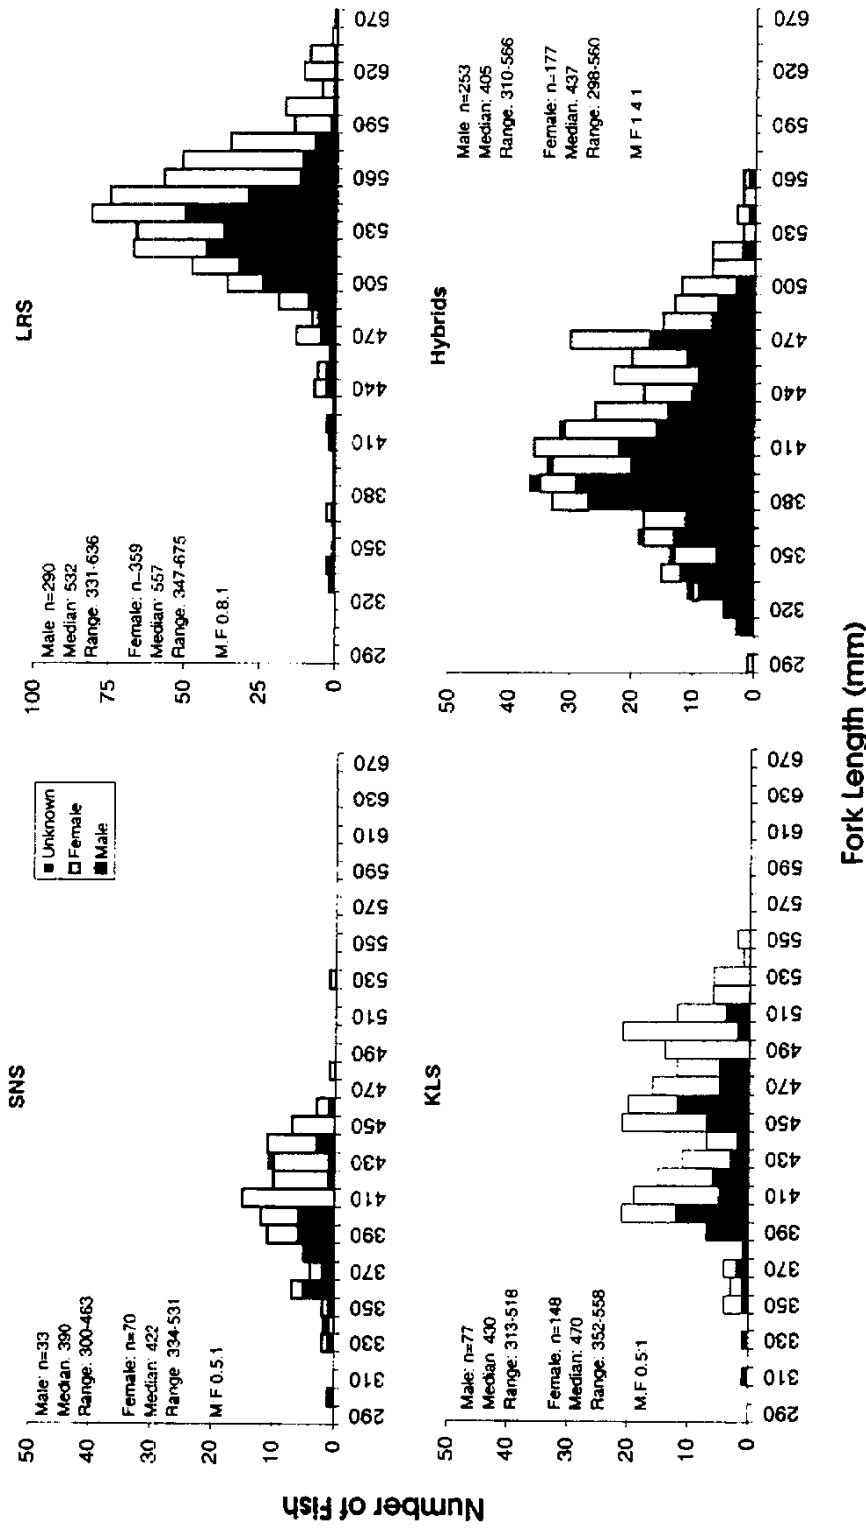 Number of Fish
SNS
50
40
30
20
10
0
Male: n=33
Median: 390
Range: 300-463
Female: n=70
Median: 422
Range 334-531
M F 0.5.1
Unknown
Female
Male
290 310 330 350 370 390 410 430 450 470 490 510 530 550 570 590 610 630 670
LRS
100
75
50
25
0
Male n=290
Median: 532
Range: 331-636
Female: n=359
Median: 557
Range: 347-675
M.F 0.8.1
290 320 350 380 410 440 470 500 530 560 590 620 670
KLS
50
40
30
20
10
0
Male: n=77
Median 430
Range: 313-518
Female: n=148
Median: 470
Range: 352-558
M.F 0.5:1
290 310 330 350 370 390 410 430 450 470 490 510 530 550 570 590 610 630 670
Hybrids
50
40
30
20
10
0
Male n=253
Median: 405
Range: 310-566
Female: n=177
Median: 437
Range: 298-560
M F 1 4 1
290 320 350 380 410 440 470 500 530 560 590 620 670
Fork Length (mm)